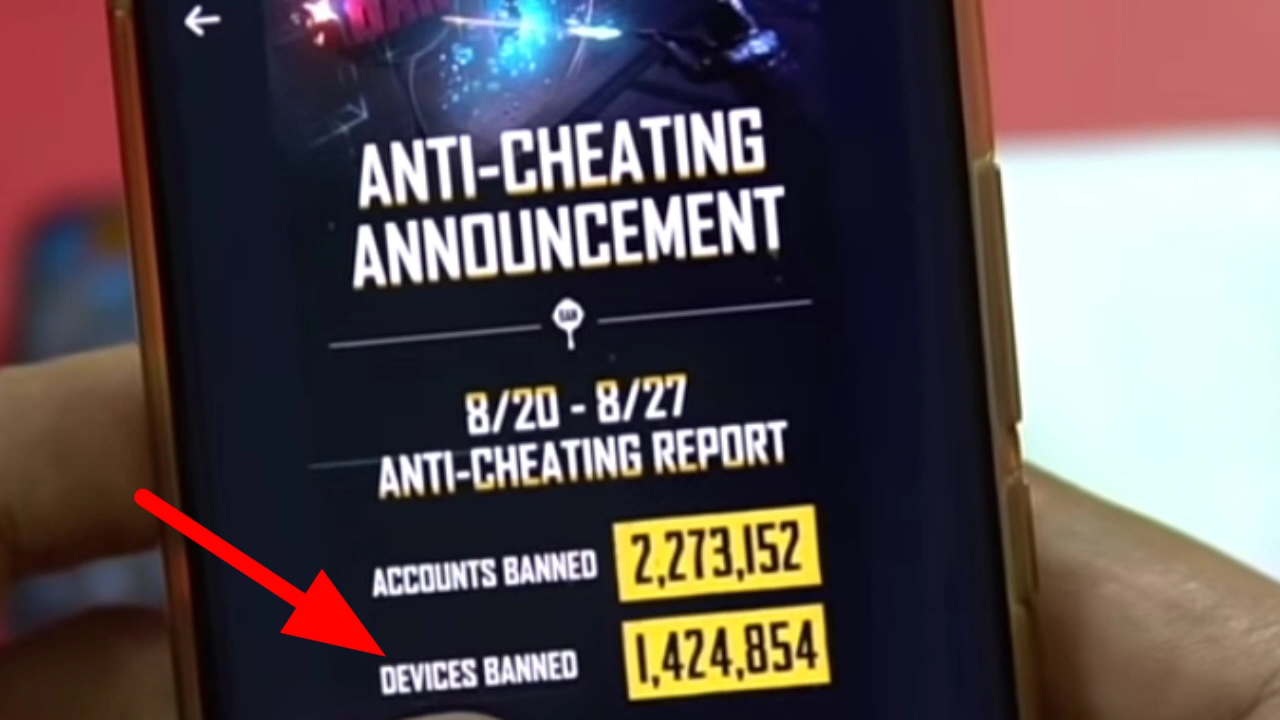 ANTI-CHEATING
ANNOUNCEMENT
BAN
8/20 - 8/27
ANTI-CHEATING REPORT
ACCOUNTS BANNED 2,273,152
DEVICES BANNED 1,424,854